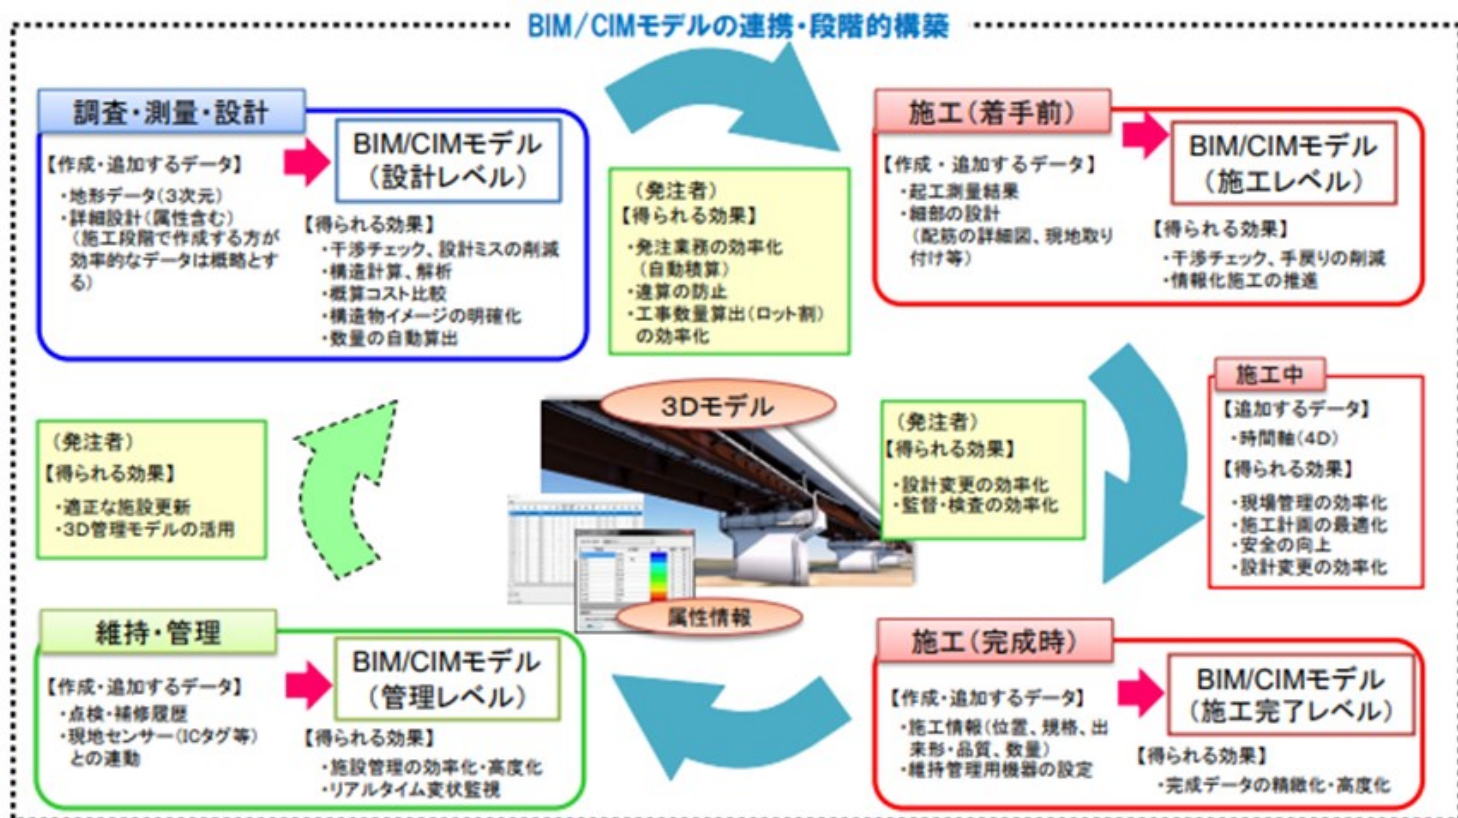 BIM/CIMモデルの連携・段階的構築
調査・測量・設計
【作成・追加するデータ】
・地形データ(3次元)
・詳細設計(属性含む)
(施工段階で作成する方が
効率的なデータは概略とす
る)
BIM/CIMモデル
(設計レベル)
【得られる効果】
・干渉チェック、設計ミスの削減
・構造計算、解析
・概算コスト比較
・構造物イメージの明確化
・数量の自動算出
(発注者)
【得られる効果】
・発注業務の効率化
(自動積算)
・違算の防止
・工事数量算出(ロット割)
の効率化
施工(着手前)
【作成・追加するデータ】
・起工測量結果
・細部の設計
(配筋の詳細図、現地取り
付け等)
BIM/CIMモデル
(施工レベル)
【得られる効果】
・干渉チェック、手戻りの削減
・情報化施工の推進
(発注者)
【得られる効果】
・適正な施設更新
・3D管理モデルの活用
3Dモデル
属性情報
(発注者)
【得られる効果】
・設計変更の効率化
・監督・検査の効率化
施工中
【追加するデータ】
・時間軸(4D)
【得られる効果】
・現場管理の効率化
・施工計画の最適化
・安全の向上
・設計変更の効率化
維持・管理
【作成・追加するデータ】
・点検・補修履歴
・現地センサー(ICタグ等)
との連動
BIM/CIMモデル
(管理レベル)
【得られる効果】
・施設管理の効率化・高度化
・リアルタイム変状監視
施工(完成時)
【作成・追加するデータ】
・施工情報(位置、規格、出
来形・品質、数量)
・維持管理用機器の設定
BIM/CIMモデル
(施工完了レベル)
【得られる効果】
・完成データの精緻化・高度化